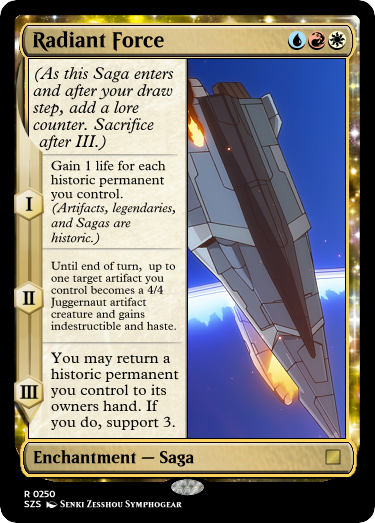 Radiant Force
(As this Saga enters
and after your draw
step, add a lore
counter. Sacrifice
after III.)
I
Gain 1 life for each
historic permanent
you control.
(Artifacts, legendaries,
and Sagas are
historic.)
II
Until end of turn, up to
one target artifact you
control becomes a 4/4
Juggernaut artifact
creature and gains
indestructible and haste.
III
You may return a
historic permanent
you control to its
owners hand. If
you do, support 3.
Enchantment — Saga
R 0250
SZS Senki Zesshou Symphogear